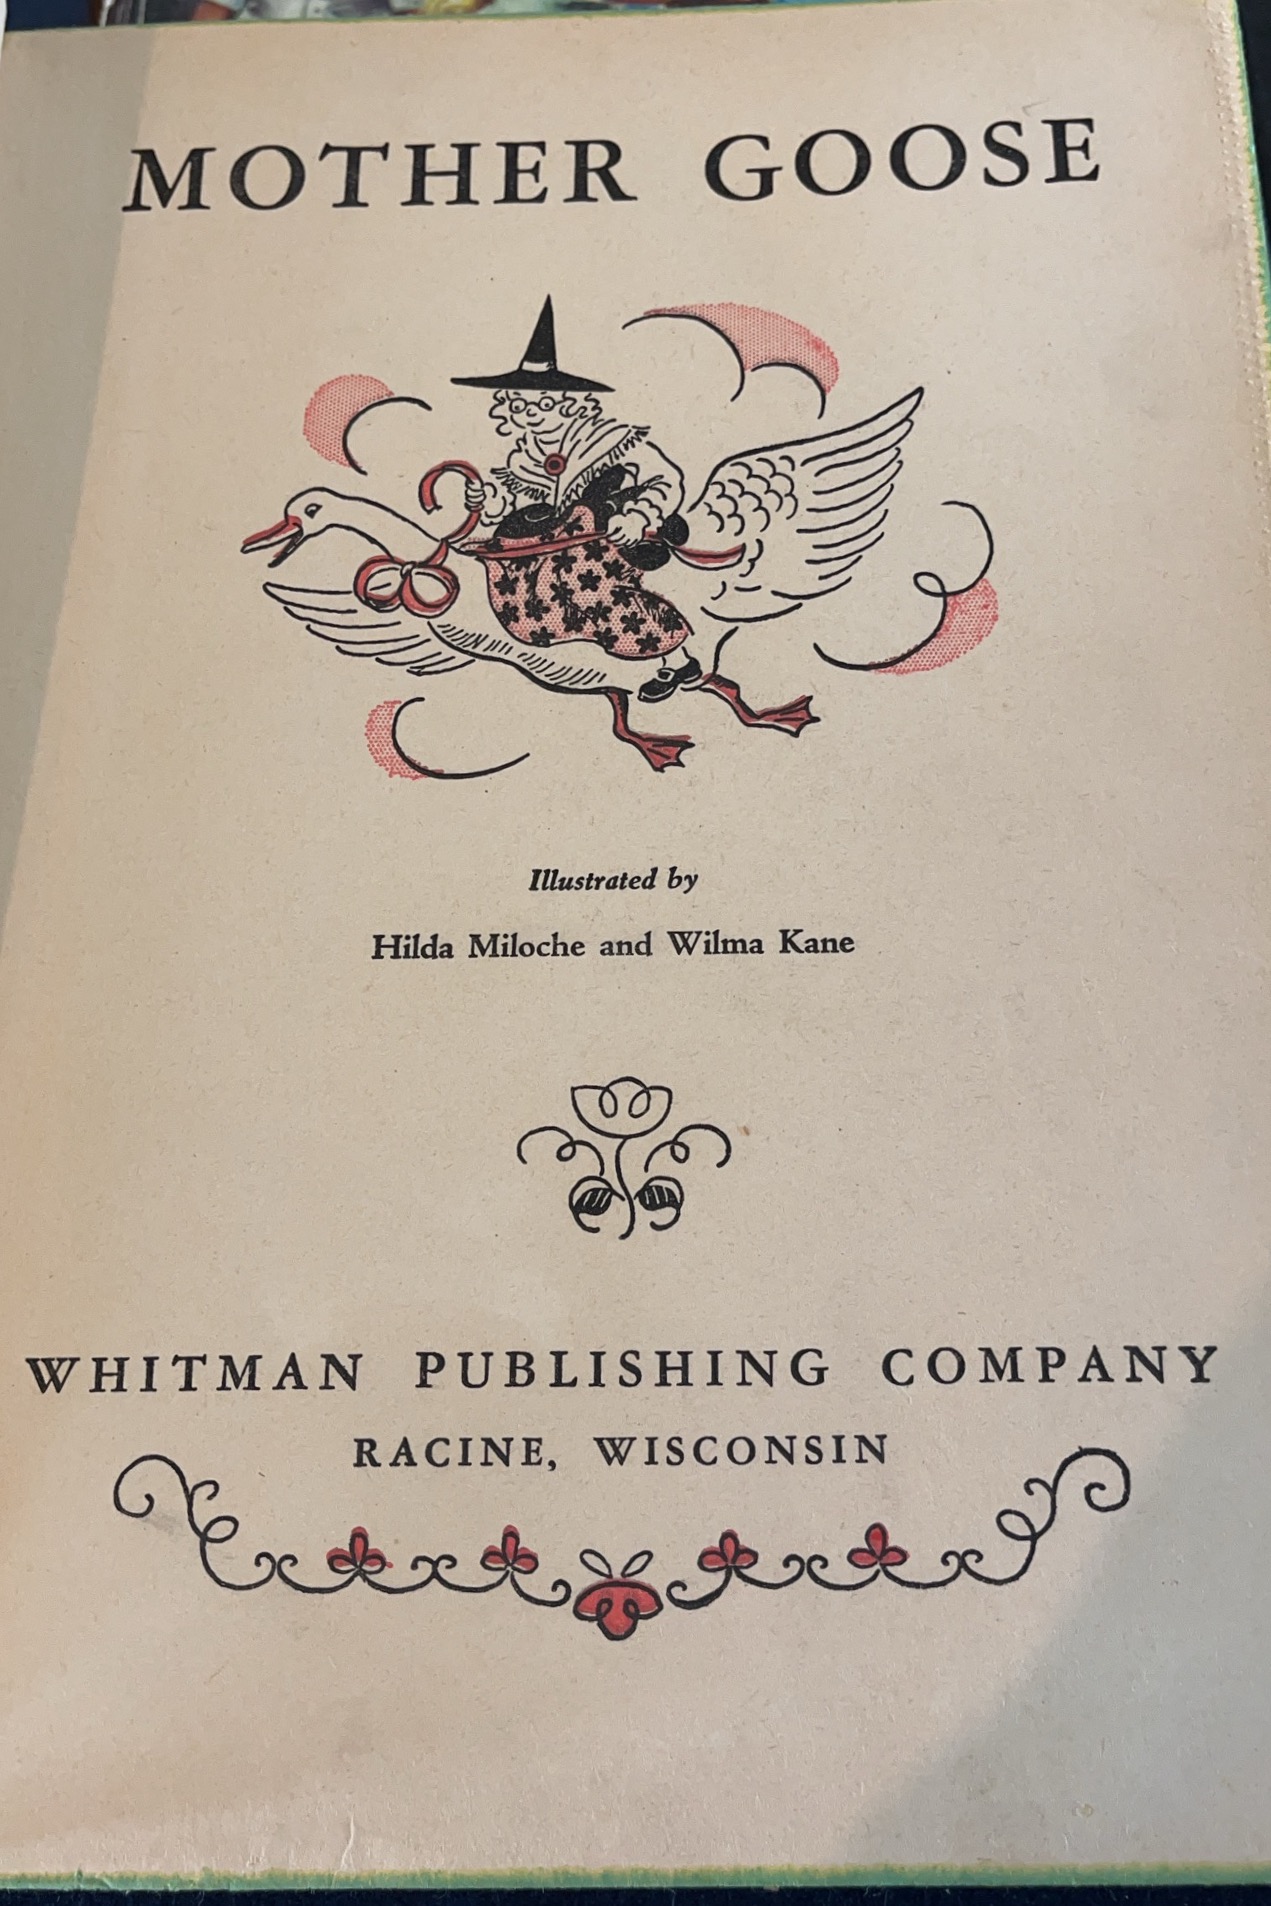 MOTHER GOOSE
Illustrated by
Hilda Miloche and Wilma Kane
WHITMAN PUBLISHING COMPANY
RACINE, WISCONSIN